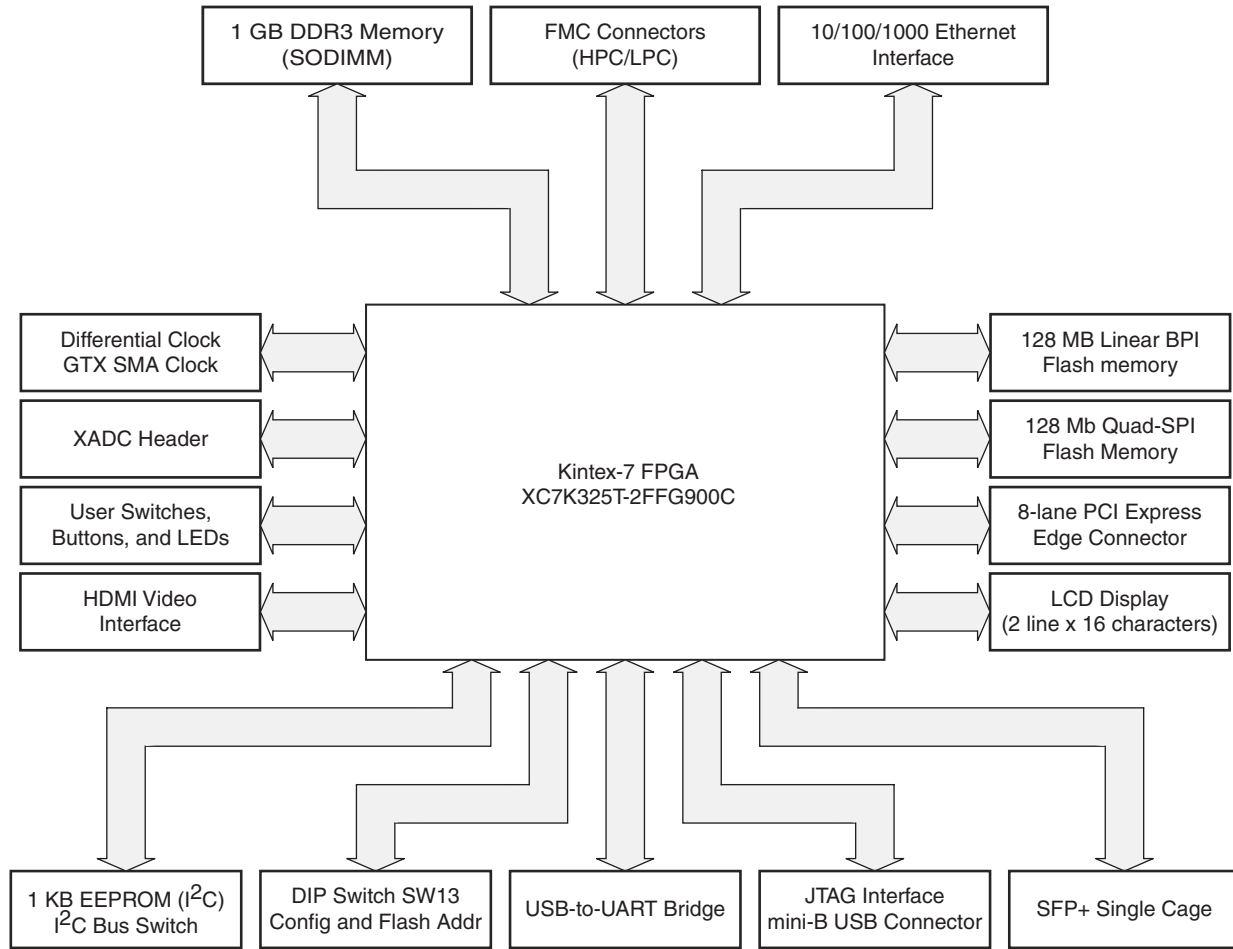 1 GB DDR3 Memory
(SODIMM)
FMC Connectors
(HPC/LPC)
10/100/1000 Ethernet
Interface
Differential Clock
GTX SMA Clock
XADC Header
User Switches,
Buttons, and LEDs
HDMI Video
Interface
Kintex-7 FPGA
XC7K325T-2FFG900C
128 MB Linear BPI
Flash memory
128 Mb Quad-SPI
Flash Memory
8-lane PCI Express
Edge Connector
LCD Display
(2 line x 16 characters)
1 KB EEPROM (I²C)
I²C Bus Switch
DIP Switch SW13
Config and Flash Addr
USB-to-UART Bridge
JTAG Interface
mini-B USB Connector
SFP+ Single Cage